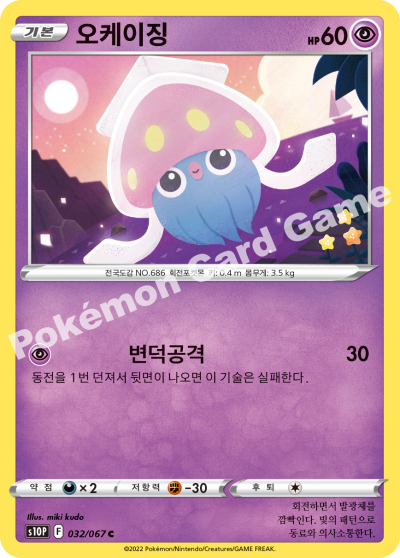 기본 오케이징 HP 60
전국도감 NO.686 회전포켓몬 키: 0.4 m 몸무게: 3.5 kg
변덕공격 30
동전을 1번 던져서 뒷면이 나오면 이 기술은 실패한다.
약점 ×2 저항력 -30 후퇴
Illus. miki kudo
s10P F 032/067 C
회전하면서 발광체를
깜빡인다. 빛의 패턴으로
동료와 의사소통한다.
©2022 Pokémon/Nintendo/Creatures/GAME FREAK.
Pokémon Card Game